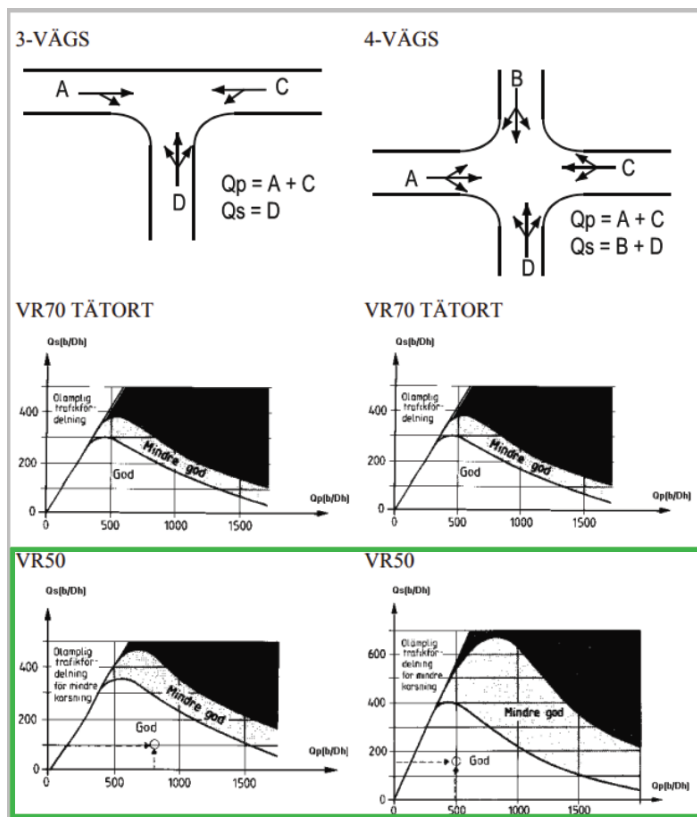 3-VÄGS
A
C
D
Qp = A + C
Qs = D
4-VÄGS
B
A
C
D
Qp = A + C
Qs = B + D
VR70 TÄTORT
Qs[b/Dh]
Olämplig
trafikför-
delning
400
200
0
Mindre god
God
0
500
1000
1500
Qp[b/Dh]
VR70 TÄTORT
Qs[b/Dh]
Olämplig
trafikför-
delning
400
200
0
Mindre god
God
0
500
1000
1500
Qp[b/Dh]
VR50
Qs[b/Dh]
Olämplig
trafikför-
delning
för mindre
korsning
400
200
0
Mindre god
God
0
500
1000
1500
Qp[b/Dh]
VR50
Qs[b/Dh]
Olämplig
trafikför-
delning
för mindre
korsning
600
400
200
0
Mindre god
God
0
500
1000
1500
Qp[b/Dh]